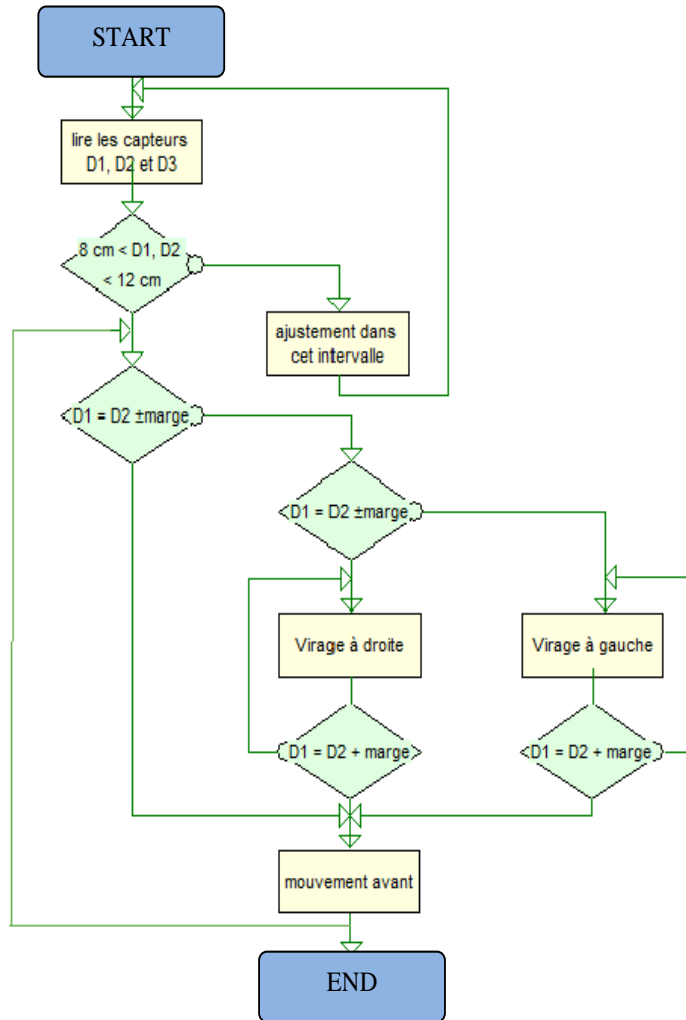 START
lire les capteurs
D1, D2 et D3
8 cm < D1, D2
< 12 cm
ajustement dans
cet intervalle
D1 = D2 ±marge
D1 = D2 ±marge
Virage à droite
Virage à gauche
D1 = D2 + marge
D1 = D2 + marge
mouvement avant
END